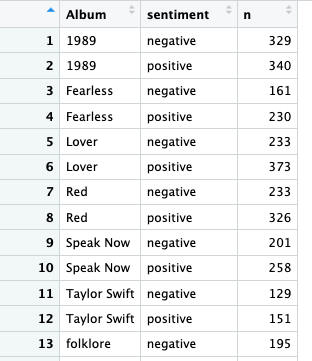 Album sentiment n
1 1989 negative 329
2 1989 positive 340
3 Fearless negative 161
4 Fearless positive 230
5 Lover negative 233
6 Lover positive 373
7 Red negative 233
8 Red positive 326
9 Speak Now negative 201
10 Speak Now positive 258
11 Taylor Swift negative 129
12 Taylor Swift positive 151
13 folklore negative 195